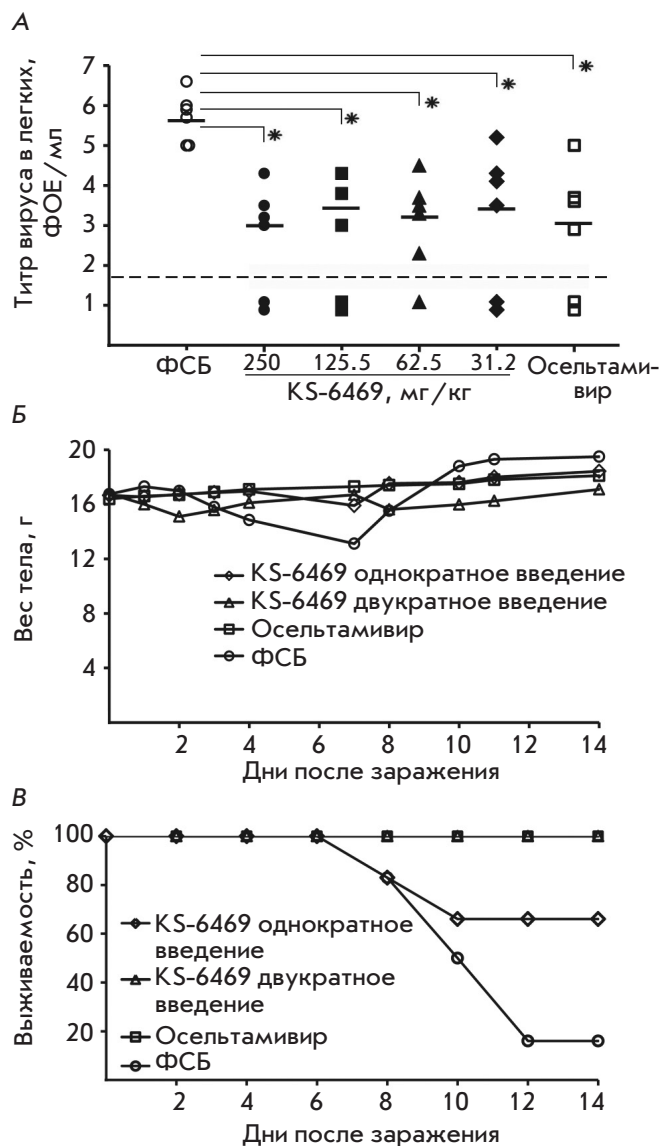 А
Титр вируса в легких,
ФОЕ/мл
7
6
5
4
3
2
1
* * * * *
ФСБ 250 125.5 62.5 31.2 Осельтами-
вир
KS-6469, мг/кг
Б
Вес тела, г
20
16
12
8
4
KS-6469 однократное введение
KS-6469 двукратное введение
Осельтамивир
ФСБ
2 4 6 8 10 12 14
Дни после заражения
В
Выживаемость, %
100
80
60
40
20
KS-6469 однократное
введение
KS-6469 двукратное
введение
Осельтамивир
ФСБ
2 4 6 8 10 12 14
Дни после заражения